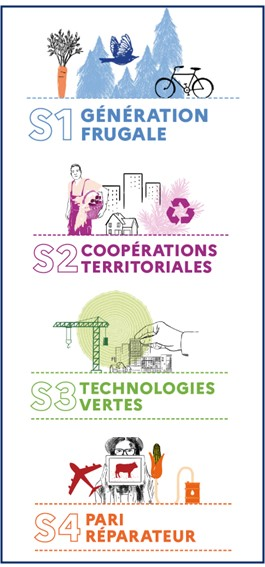 S1 GÉNÉRATION
FRUGALE
S2 COOPÉRATIONS
TERRITORIALES
S3 TECHNOLOGIES
VERTES
S4 PARI
RÉPARATEUR